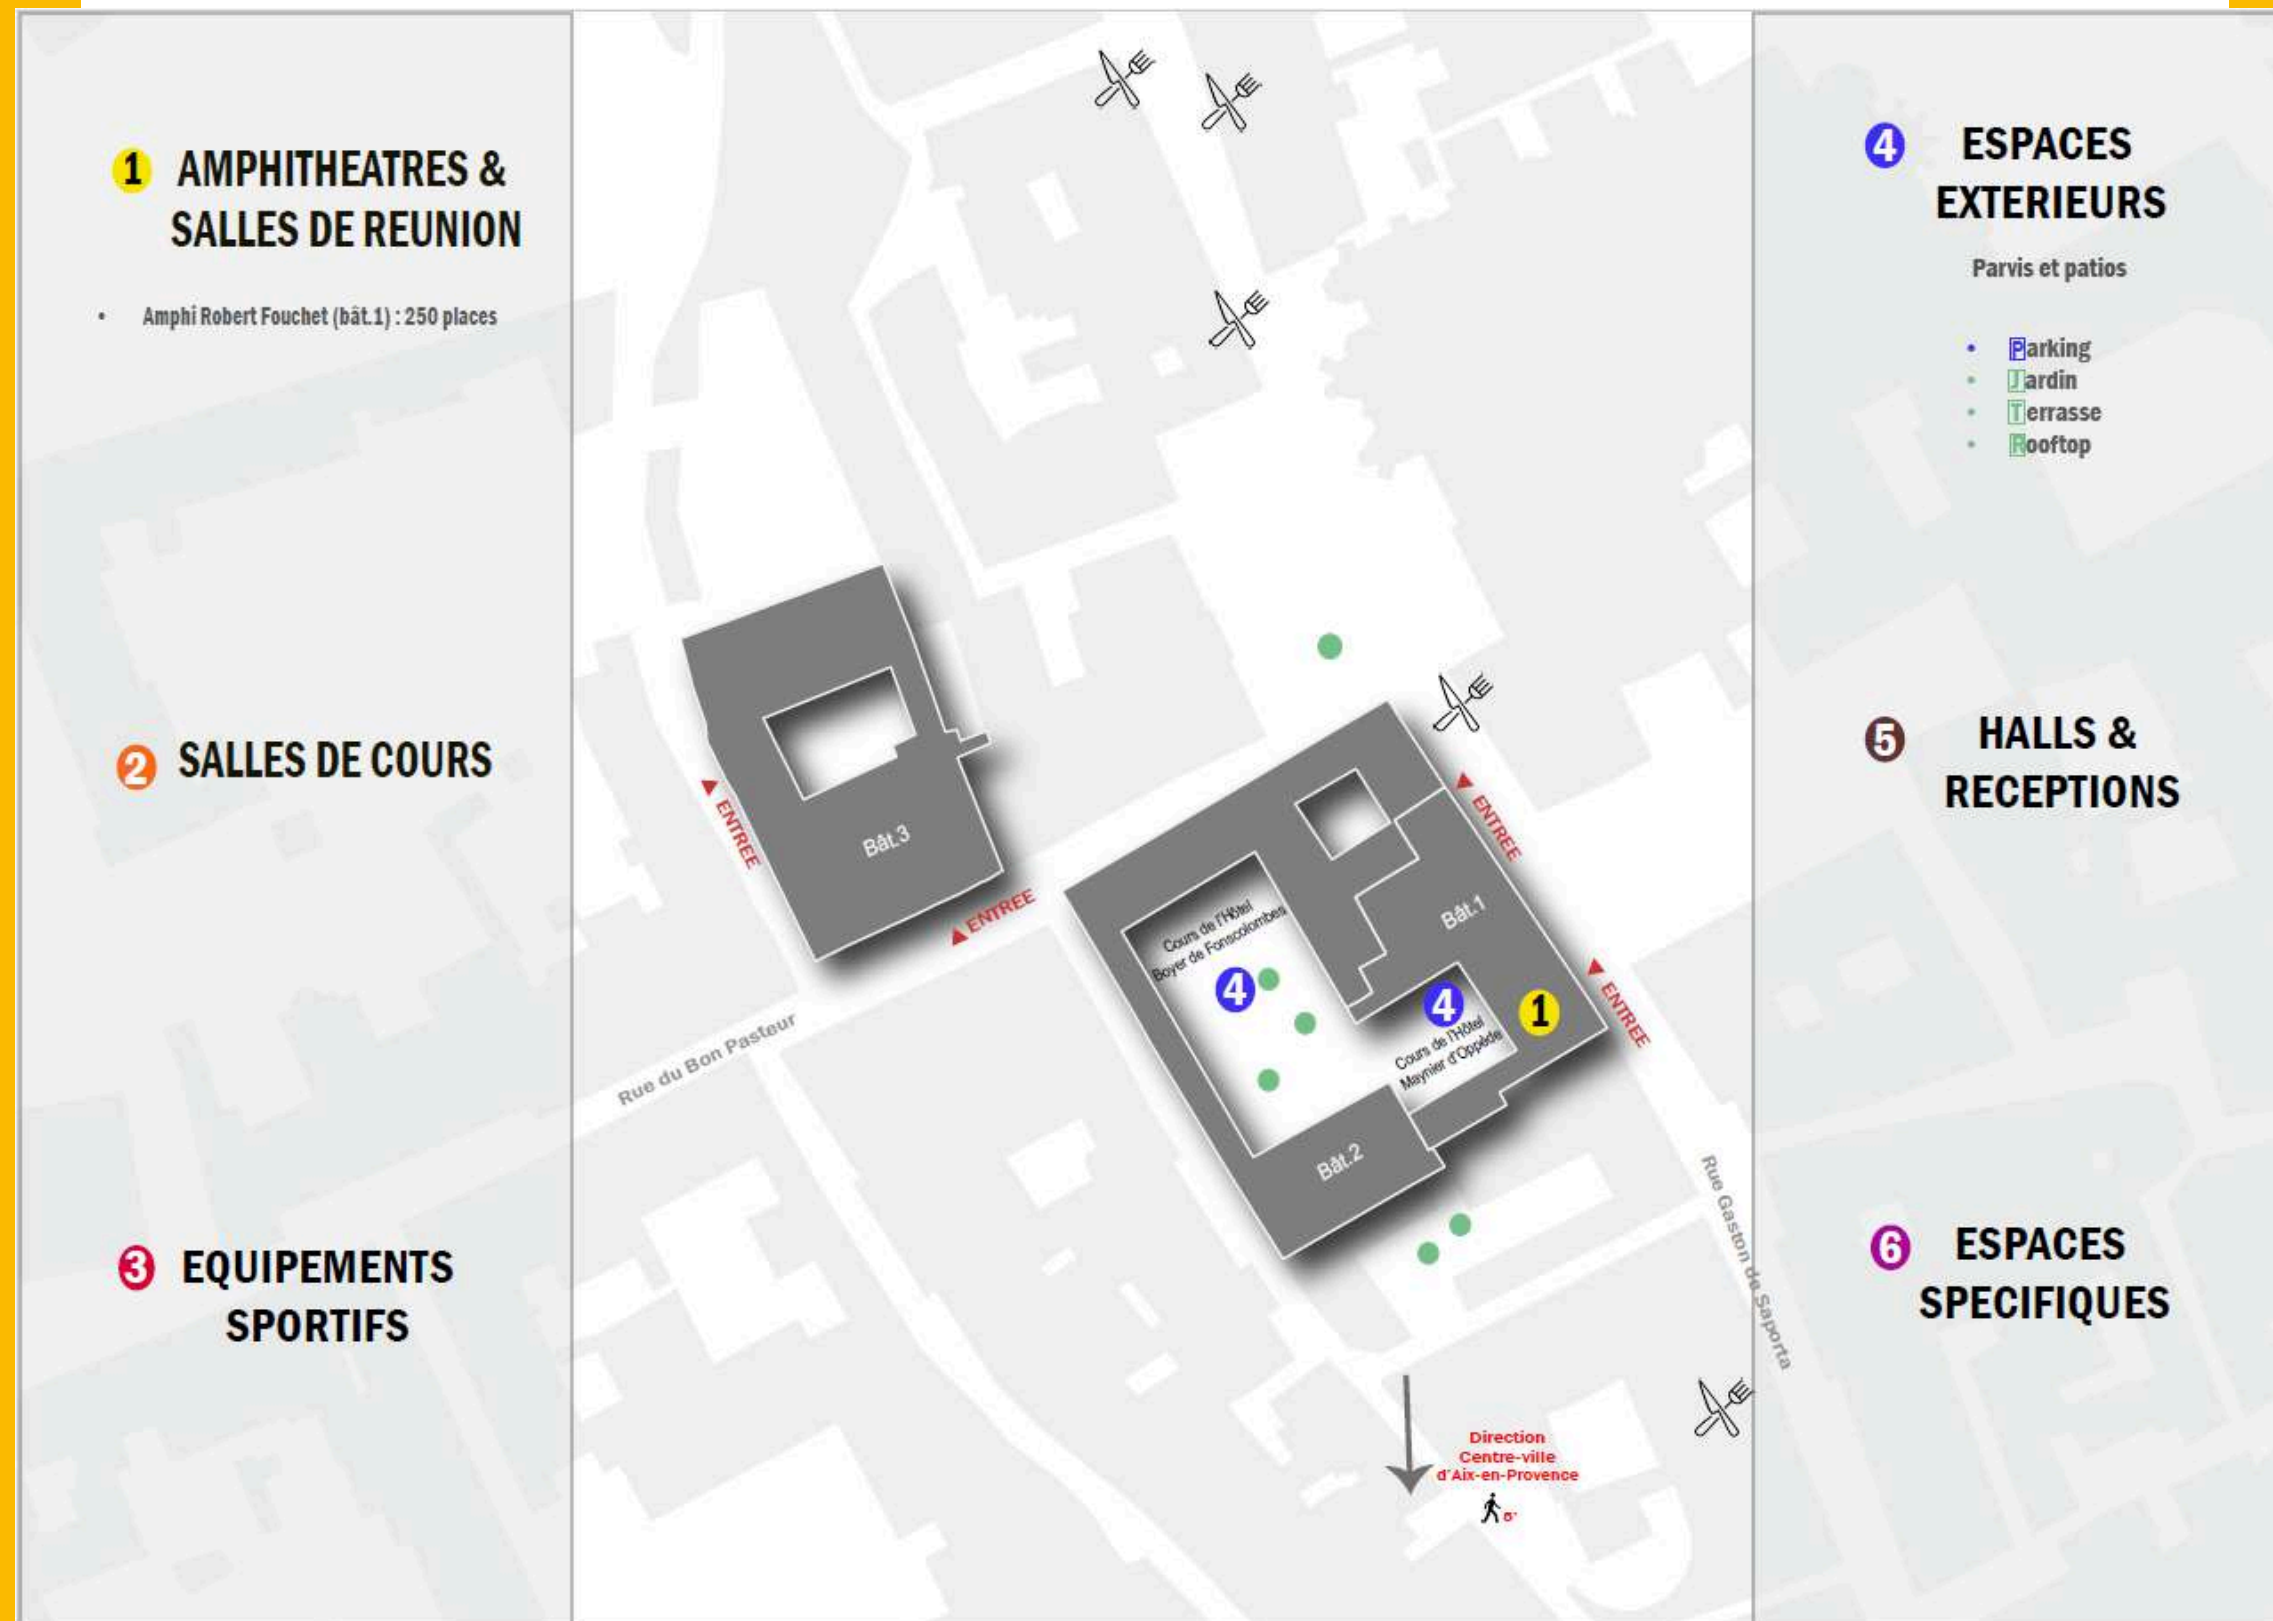 1 AMPHITHEATRES &
SALLES DE REUNION
• Amphi Robert Fouchet (bât.1) : 250 places
2 SALLES DE COURS
3 EQUIPEMENTS
SPORTIFS
Bât.3
ENTREE
ENTREE
Rue du Bon Pasteur
Cours de l'Hôtel
Boyer de Fonscolombes
4
Bât.1
ENTREE
4
Cours de l'Hôtel
Maynier d'Oppède
1
ENTREE
Bât.2
Rue Gaston de Saporta
Direction
Centre-ville
d'Aix-en-Provence
4 ESPACES
EXTERIEURS
Parvis et patios
• Parking
• Jardin
• Terrasse
• Rooftop
5 HALLS &
RECEPTIONS
6 ESPACES
SPECIFIQUES